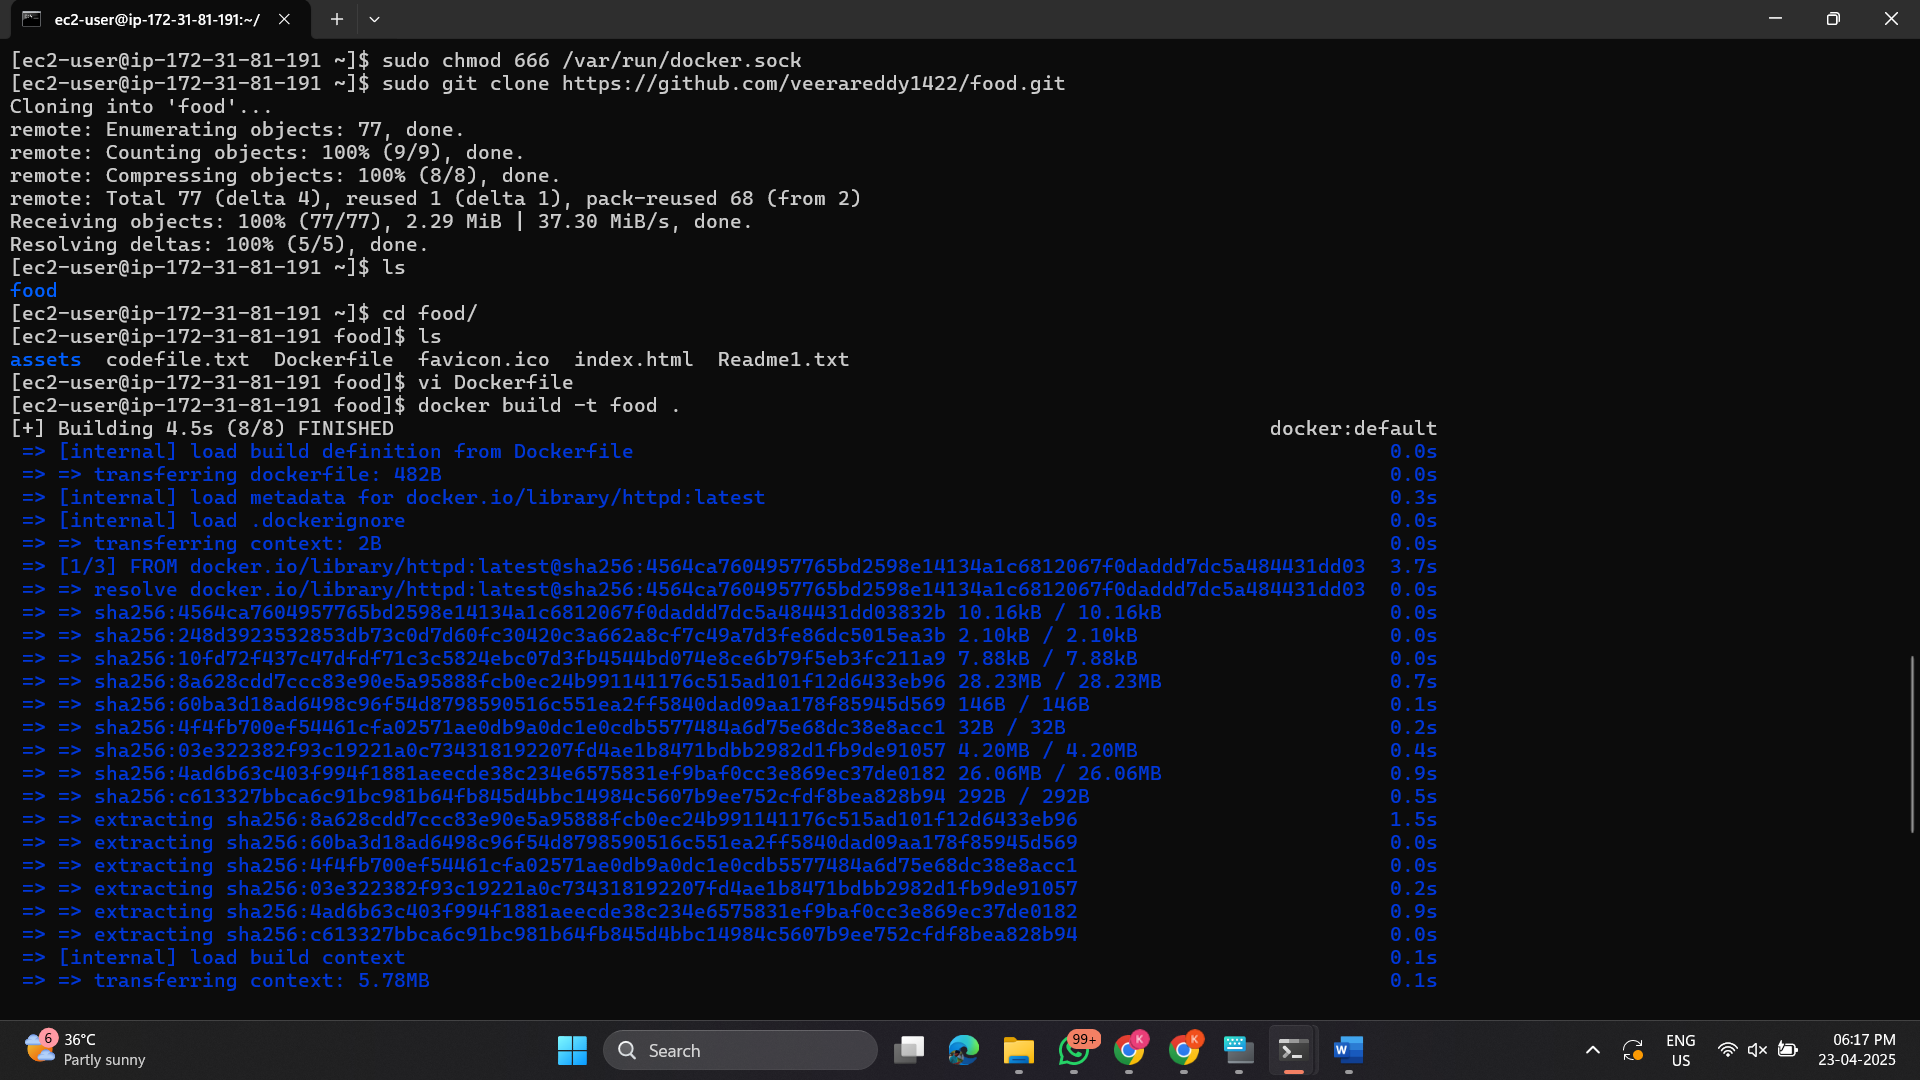 ec2-user@ip-172-31-81-191:~/
[ec2-user@ip-172-31-81-191 ~]$ sudo chmod 666 /var/run/docker.sock
[ec2-user@ip-172-31-81-191 ~]$ sudo git clone https://github.com/veerareddy1422/food.git
Cloning into 'food'...
remote: Enumerating objects: 77, done.
remote: Counting objects: 100% (9/9), done.
remote: Compressing objects: 100% (8/8), done.
remote: Total 77 (delta 4), reused 1 (delta 1), pack-reused 68 (from 2)
Receiving objects: 100% (77/77), 2.29 MiB | 37.30 MiB/s, done.
Resolving deltas: 100% (5/5), done.
[ec2-user@ip-172-31-81-191 ~]$ ls
food
[ec2-user@ip-172-31-81-191 ~]$ cd food/
[ec2-user@ip-172-31-81-191 food]$ ls
assets codefile.txt Dockerfile favicon.ico index.html Readme1.txt
[ec2-user@ip-172-31-81-191 food]$ vi Dockerfile
[ec2-user@ip-172-31-81-191 food]$ docker build -t food .
[+] Building 4.5s (8/8) FINISHED docker:default
=> [internal] load build definition from Dockerfile 0.0s
=> => transferring dockerfile: 482B 0.0s
=> [internal] load metadata for docker.io/library/httpd:latest 0.3s
=> [internal] load .dockerignore 0.0s
=> => transferring context: 2B 0.0s
=> [1/3] FROM docker.io/library/httpd:latest@sha256:4564ca7604957765bd2598e14134a1c6812067f0daddd7dc5a484431dd03 3.7s
=> => resolve docker.io/library/httpd:latest@sha256:4564ca7604957765bd2598e14134a1c6812067f0daddd7dc5a484431dd03 0.0s
=> => sha256:4564ca7604957765bd2598e14134a1c6812067f0daddd7dc5a484431dd03832b 10.16kB / 10.16kB 0.0s
=> => sha256:248d3923532853db73c0d7d60fc30420c3a662a8cf7c49a7d3fe86dc5015ea3b 2.10kB / 2.10kB 0.0s
=> => sha256:10fd72f437c47dfdf71c3c5824ebc07d3fb4544bd074e8ce6b79f5eb3fc211a9 7.88kB / 7.88kB 0.0s
=> => sha256:8a628cdd7ccc83e90e5a95888fcb0ec24b991141176c515ad101f12d6433eb96 28.23MB / 28.23MB 0.7s
=> => sha256:60ba3d18ad6498c96f54d8798590516c551ea2ff5840dad09aa178f85945d569 146B / 146B 0.1s
=> => sha256:4f4fb700ef54461cfa02571ae0db9a0dc1e0cdb5577484a6d75e68dc38e8acc1 32B / 32B 0.2s
=> => sha256:03e322382f93c19221a0c734318192207fd4ae1b8471bdbb2982d1fb9de91057 4.20MB / 4.20MB 0.4s
=> => sha256:4ad6b63c403f994f1881aeecde38c234e6575831ef9baf0cc3e869ec37de0182 26.06MB / 26.06MB 0.9s
=> => sha256:c613327bbca6c91bc981b64fb845d4bbc14984c5607b9ee752cfdf8bea828b94 292B / 292B 0.5s
=> => extracting sha256:8a628cdd7ccc83e90e5a95888fcb0ec24b991141176c515ad101f12d6433eb96 1.5s
=> => extracting sha256:60ba3d18ad6498c96f54d8798590516c551ea2ff5840dad09aa178f85945d569 0.0s
=> => extracting sha256:4f4fb700ef54461cfa02571ae0db9a0dc1e0cdb5577484a6d75e68dc38e8acc1 0.0s
=> => extracting sha256:03e322382f93c19221a0c734318192207fd4ae1b8471bdbb2982d1fb9de91057 0.2s
=> => extracting sha256:4ad6b63c403f994f1881aeecde38c234e6575831ef9baf0cc3e869ec37de0182 0.9s
=> => extracting sha256:c613327bbca6c91bc981b64fb845d4bbc14984c5607b9ee752cfdf8bea828b94 0.0s
=> [internal] load build context 0.1s
=> => transferring context: 5.78MB 0.1s
6 36°C
Partly sunny
Search
99+
K
K
W
ENG
US
06:17 PM
23-04-2025